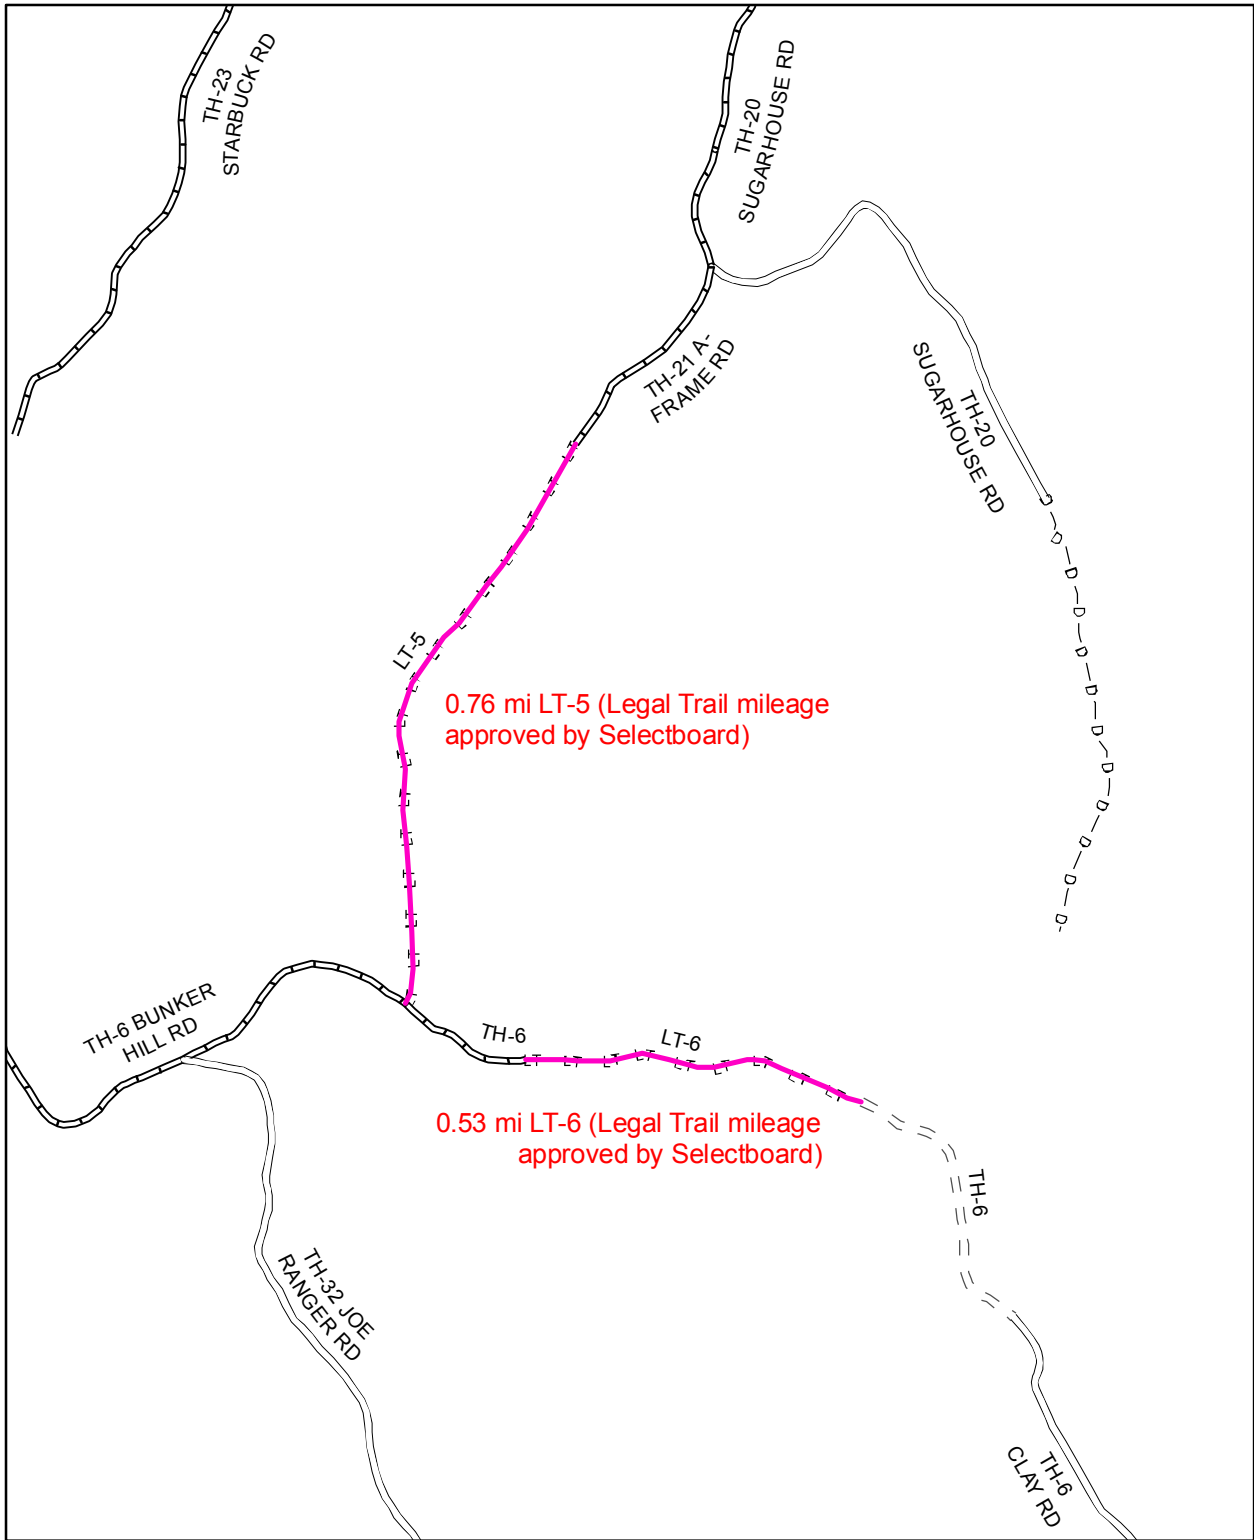 TH-23
STARBUCK RD
TH-20
SUGARHOUSE RD
TH-21 A-
FRAME RD
TH-20
SUGARHOUSE RD
LT-5
0.76 mi LT-5 (Legal Trail mileage
approved by Selectboard)
TH-6 BUNKER
HILL RD
TH-6
LT-6
0.53 mi LT-6 (Legal Trail mileage
approved by Selectboard)
TH-6
TH-32 JOE
RANGER RD
TH-6
CLAY RD